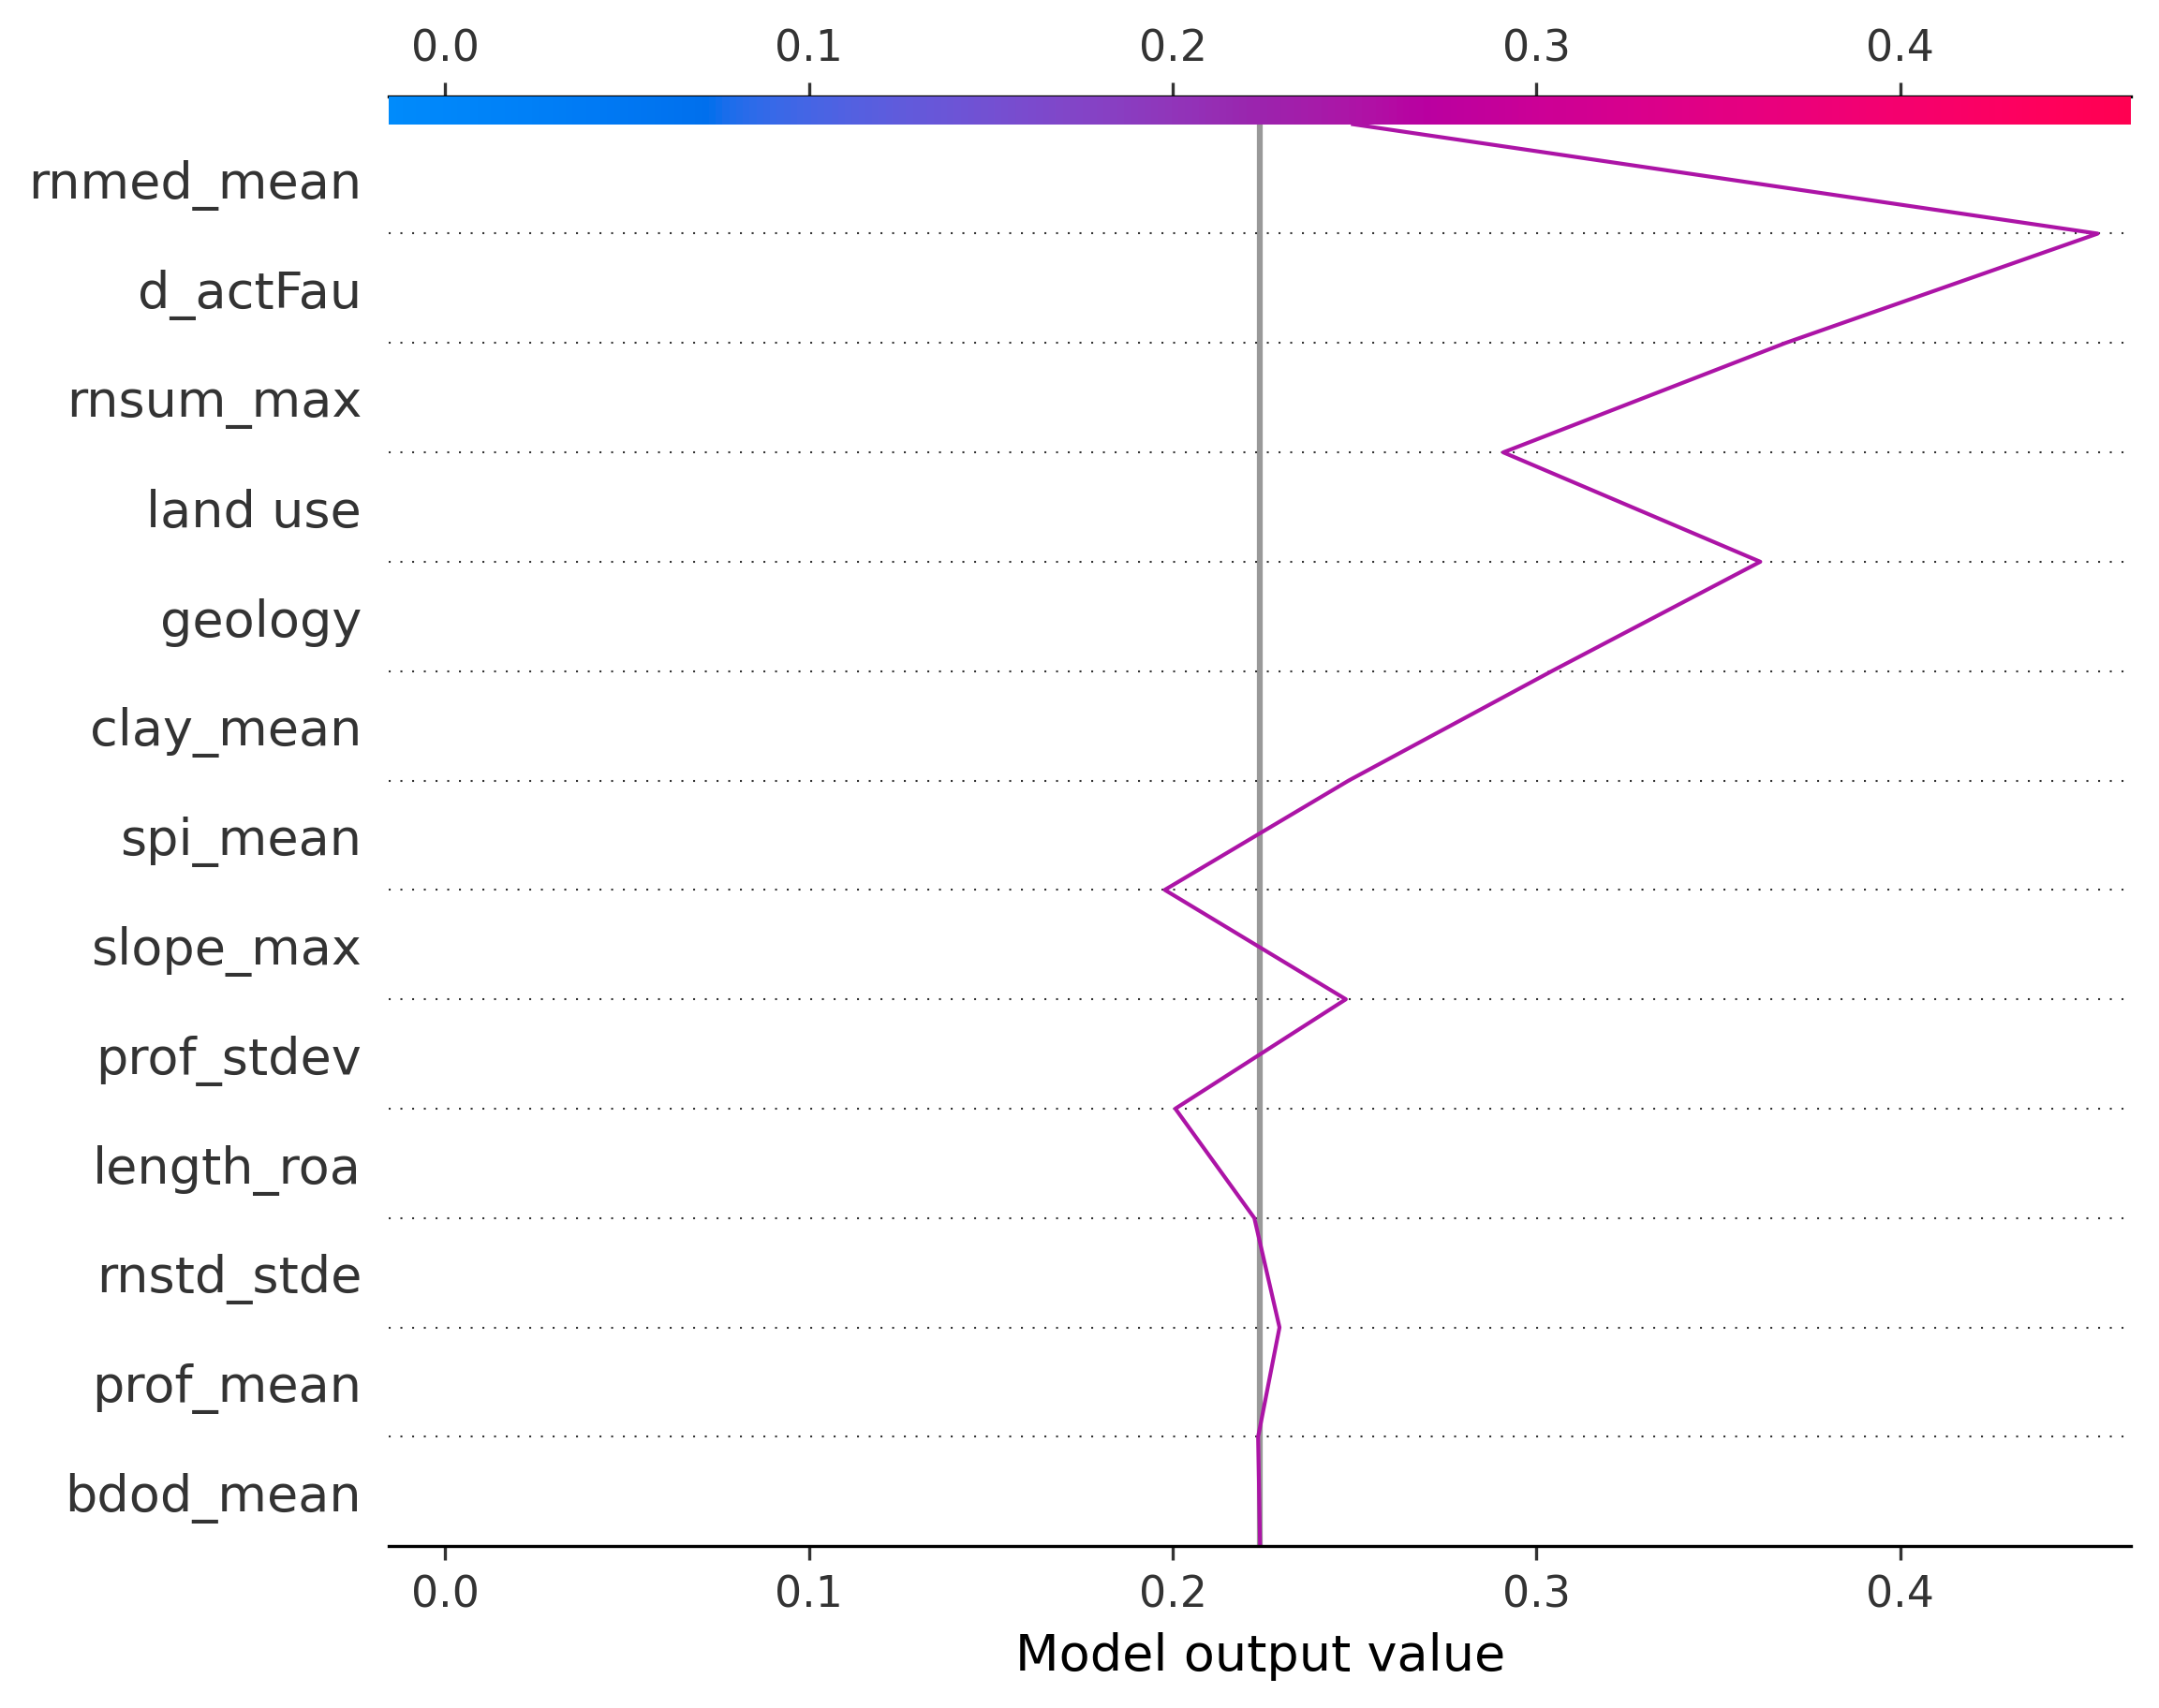 0.0 0.1 0.2 0.3 0.4
rnmed_mean
d_actFau
rnsum_max
land use
geology
clay_mean
spi_mean
slope_max
prof_stdev
length_roa
rnstd_stde
prof_mean
bdod_mean
0.0 0.1 0.2 0.3 0.4
Model output value